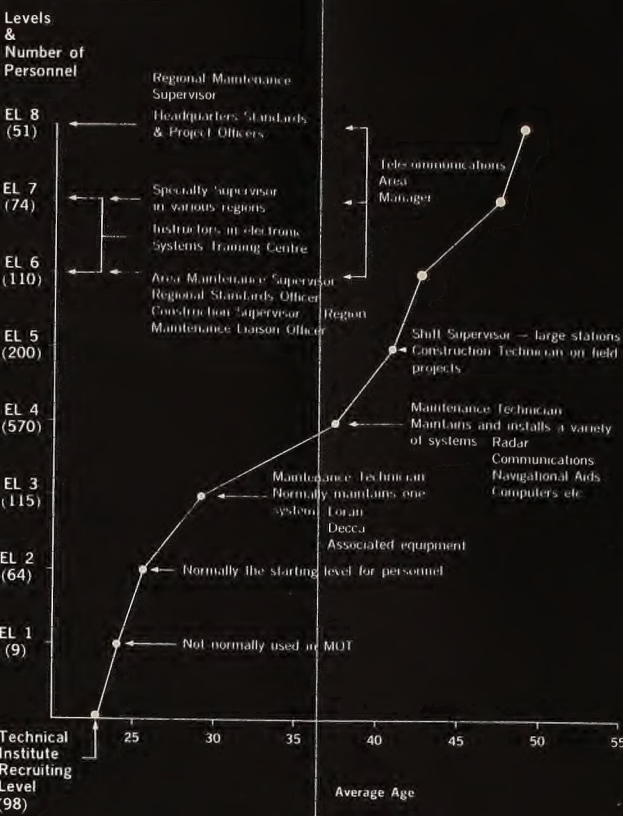 Levels
&
Number of
Personnel
Regional Maintenance
Supervisor
EL 8
(51)
Headquarters Standards
& Project Officers
Telecommunications
Area
Manager
EL 7
(74)
Specialty Supervisor
in various regions
Instructors in electronic
Systems Training Centre
EL 6
(110)
Area Maintenance Supervisor
Regional Standards Officer
Construction Supervisor Region
Maintenance Liaison Officer
EL 5
(200)
Shift Supervisor — large stations
Construction Technician on field
projects
EL 4
(570)
Maintenance Technician
Maintains and installs a variety
of systems Radar
Communications
Navigational Aids
Computers etc
EL 3
(115)
Maintenance Technician
Normally maintains one
system Loran
Decca
Associated equipment
EL 2
(64)
Normally the starting level for personnel
EL 1
(9)
Not normally used in MOT
Technical
Institute
Recruiting
Level
(98)
25 30 35 40 45 50 55
Average Age